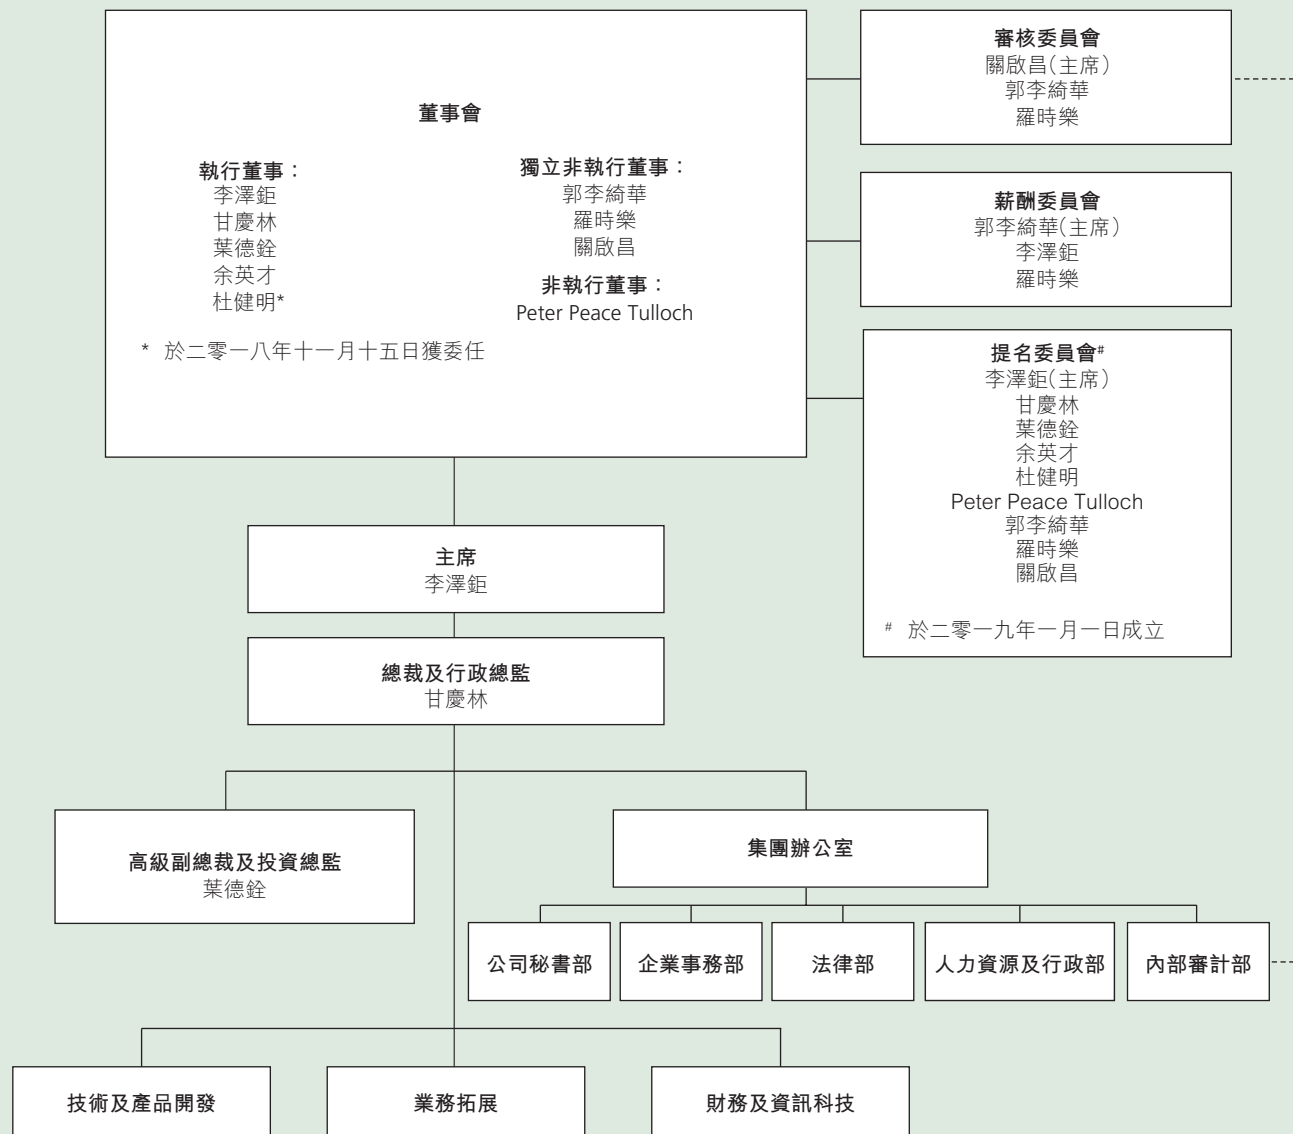 董事會
執行董事：
李澤鉅
甘慶林
葉德銓
余英才
杜健明*
獨立非執行董事：
郭李綺華
羅時樂
關啟昌
非執行董事：
Peter Peace Tulloch
* 於二零一八年十一月十五日獲委任
審核委員會
關啟昌(主席)
郭李綺華
羅時樂
薪酬委員會
郭李綺華(主席)
李澤鉅
羅時樂
提名委員會#
李澤鉅(主席)
甘慶林
葉德銓
余英才
杜健明
Peter Peace Tulloch
郭李綺華
羅時樂
關啟昌
# 於二零一九年一月一日成立
主席
李澤鉅
總裁及行政總監
甘慶林
高級副總裁及投資總監
葉德銓
集團辦公室
公司秘書部
企業事務部
法律部
人力資源及行政部
內部審計部
技術及產品開發
業務拓展
財務及資訊科技